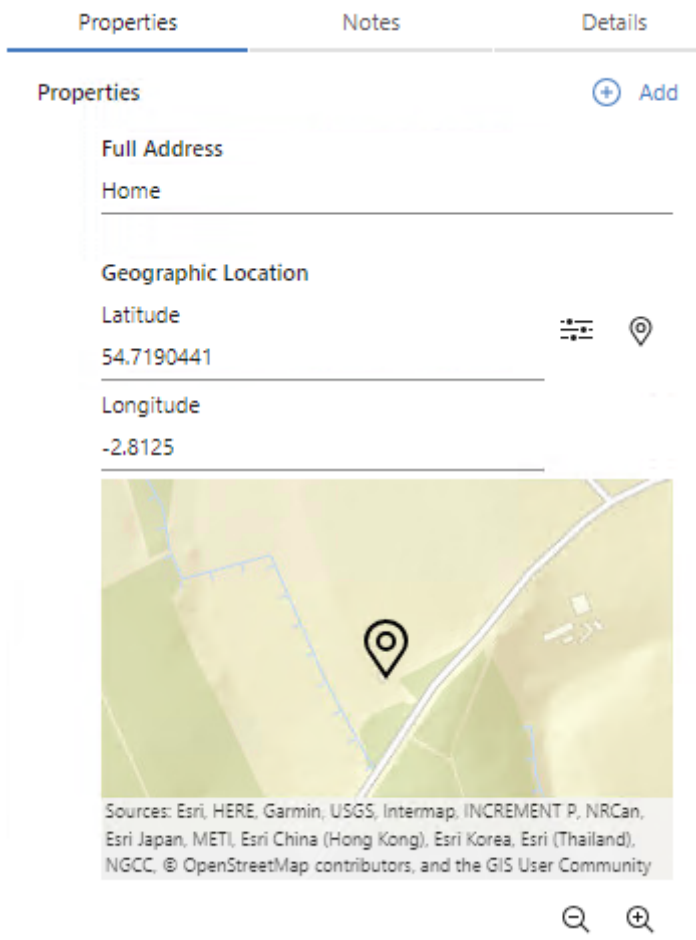 Properties Notes Details
Properties Add
Full Address
Home
Geographic Location
Latitude
54.7190441
Longitude
-2.8125
Sources: Esri, HERE, Garmin, USGS, Intermap, INCREMENT P, NRCan,
Esri Japan, METI, Esri China (Hong Kong), Esri Korea, Esri (Thailand),
NGCC, © OpenStreetMap contributors, and the GIS User Community